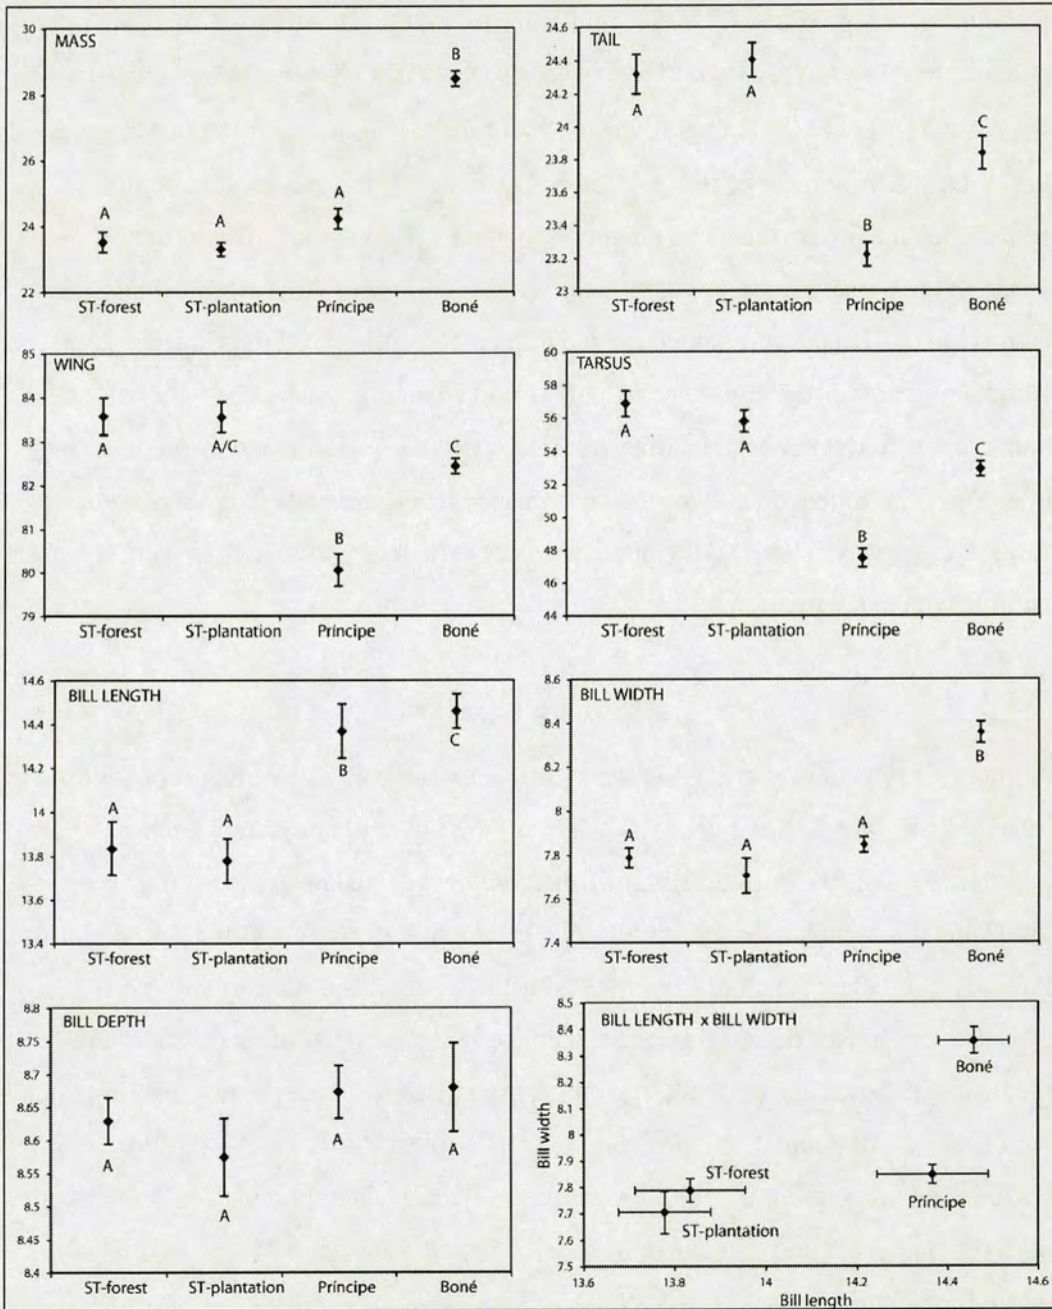 MASS
30
28
26
24
22
A
A
A
B
ST-forest ST-plantation Príncipe Boné
TAIL
24.6
24.4
24.2
24
23.8
23.6
23.4
23.2
23
A
A
B
C
ST-forest ST-plantation Príncipe Boné
WING
85
84
83
82
81
80
79
A
A/C
B
C
ST-forest ST-plantation Príncipe Boné
TARSUS
60
58
56
54
52
50
48
46
44
A
A
B
C
ST-forest ST-plantation Príncipe Boné
BILL LENGTH
14.6
14.4
14.2
14
13.8
13.6
13.4
A
A
B
C
ST-forest ST-plantation Príncipe Boné
BILL WIDTH
8.6
8.4
8.2
8
7.8
7.6
7.4
A
A
A
B
ST-forest ST-plantation Príncipe Boné
BILL DEPTH
8.8
8.75
8.7
8.65
8.6
8.55
8.5
8.45
8.4
A
A
A
A
ST-forest ST-plantation Príncipe Boné
BILL LENGTH x BILL WIDTH
Bill width
8.5
8.4
8.3
8.2
8.1
8
7.9
7.8
7.7
7.6
7.5
Boné
ST-forest
Príncipe
ST-plantation
13.6 13.8 14 14.2 14.4 14.6
Bill length